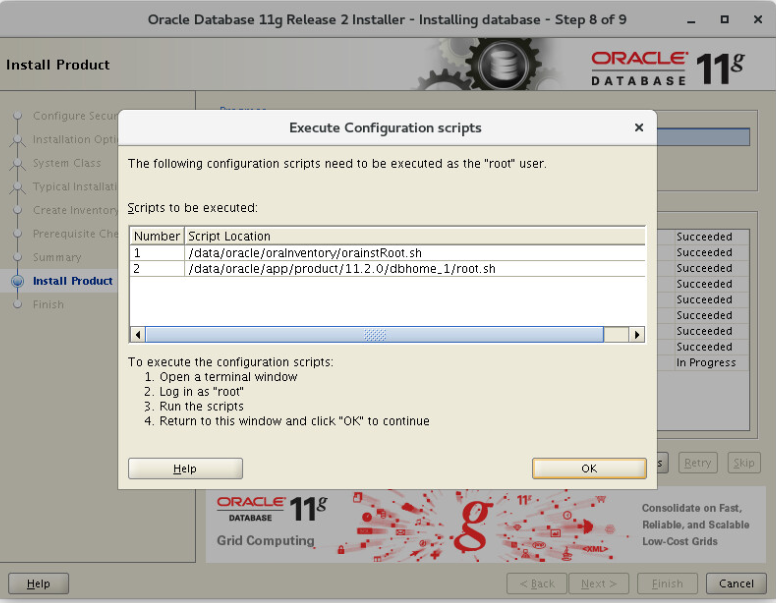 Oracle Database 11g Release 2 Installer - Installing database - Step 8 of 9
Install Product
ORACLE
DATABASE
11g
Configure Secur
Installation Opti
System Class
Typical Installati
Create Inventory
Prerequisite Che
Summary
Install Product
Finish
Progress
Execute Configuration scripts
The following configuration scripts need to be executed as the "root" user.
Scripts to be executed:
Number Script Location
1 /data/oracle/oraInventory/orainstRoot.sh
2 /data/oracle/app/product/11.2.0/dbhome_1/root.sh
To execute the configuration scripts:
1. Open a terminal window
2. Log in as "root"
3. Run the scripts
4. Return to this window and click "OK" to continue
Help OK
Succeeded
Succeeded
Succeeded
Succeeded
Succeeded
Succeeded
Succeeded
Succeeded
In Progress
s Retry Skip
ORACLE
DATABASE
11g
Grid Computing
g
11g
<XML>
Consolidate on Fast,
Reliable, and Scalable
Low-Cost Grids
Help < Back Next > Finish Cancel